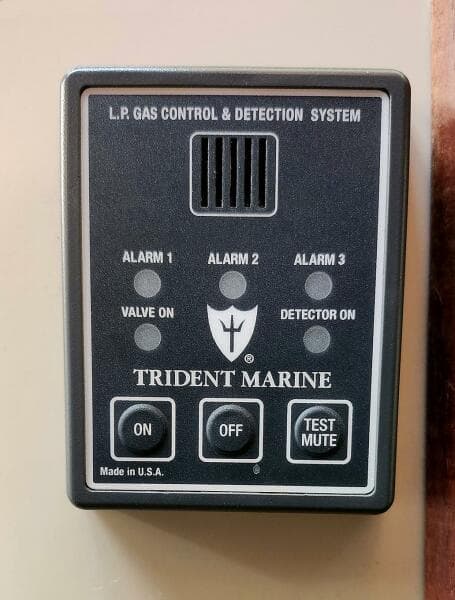 L.P. GAS CONTROL & DETECTION SYSTEM
ALARM 1 ALARM 2 ALARM 3
VALVE ON DETECTOR ON
®
TRIDENT MARINE
ON OFF TEST
MUTE
Made in U.S.A.